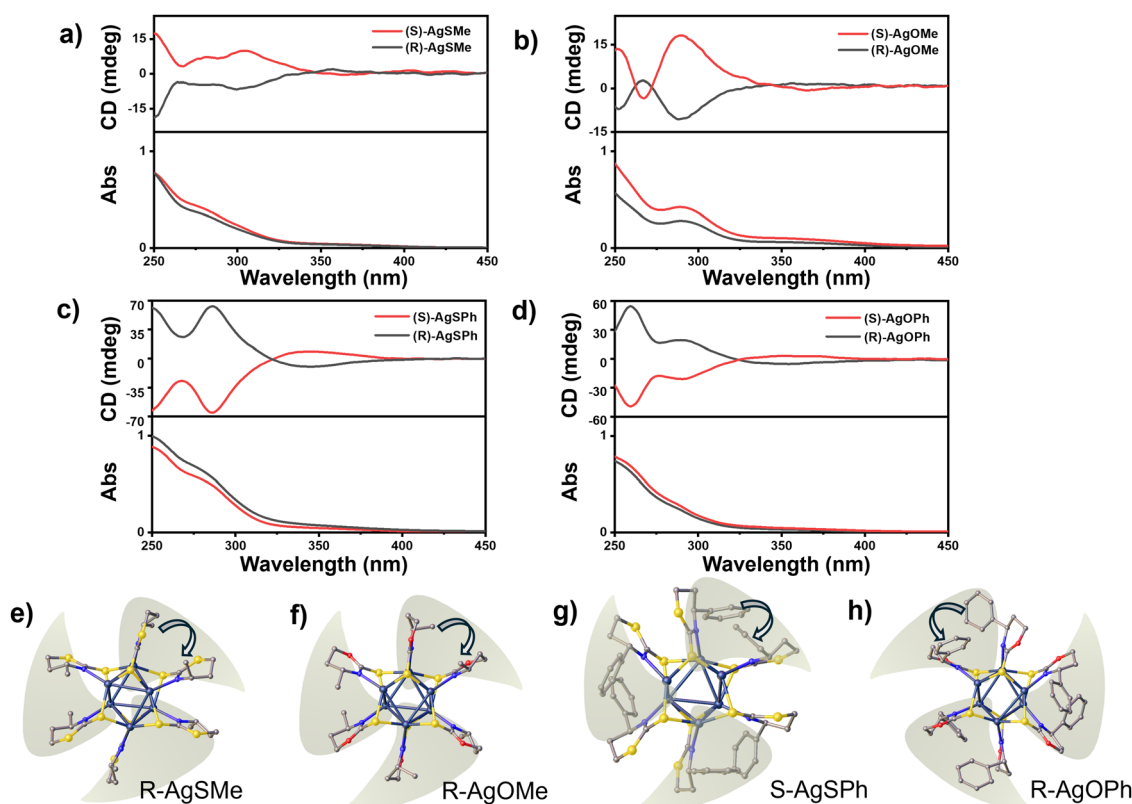 a)
CD (mdeg)
15
0
-15
(S)-AgSMe
(R)-AgSMe
Abs
1
0
250 300 350 400 450
Wavelength (nm)
b)
CD (mdeg)
15
0
-15
(S)-AgOMe
(R)-AgOMe
Abs
1
0
250 300 350 400 450
Wavelength (nm)
c)
CD (mdeg)
70
35
0
-35
-70
(S)-AgSPh
(R)-AgSPh
Abs
1
0
250 300 350 400 450
Wavelength (nm)
d)
CD (mdeg)
60
30
0
-30
-60
(S)-AgOPh
(R)-AgOPh
Abs
1
0
250 300 350 400 450
Wavelength (nm)
e)
R-AgSMe
f)
R-AgOMe
g)
S-AgSPh
h)
R-AgOPh